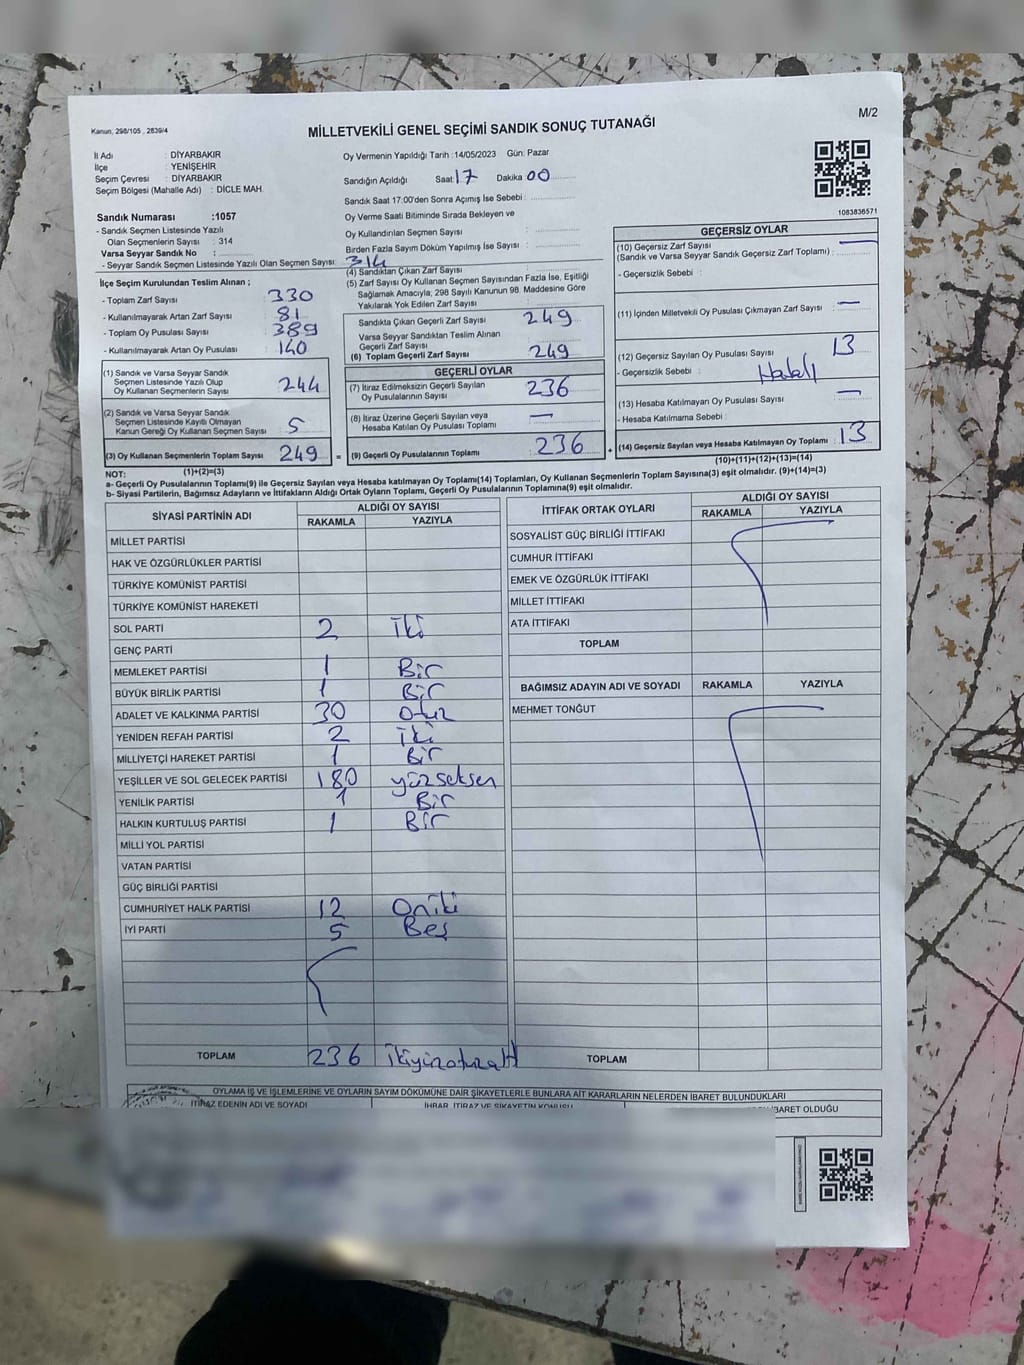 M/2
Kanun; 298/105 , 2839/4
MİLLETVEKİLİ GENEL SEÇİMİ SANDIK SONUÇ TUTANAĞI
İl Adı : DİYARBAKIR
İlçe : YENİŞEHİR
Seçim Çevresi : DİYARBAKIR
Seçim Bölgesi (Mahalle Adı) : DİCLE MAH.
Sandık Numarası :1057
- Sandık Seçmen Listesinde Yazılı
Olan Seçmenlerin Sayısı : 314
Varsa Seyyar Sandık No :
- Seyyar Sandık Seçmen Listesinde Yazılı Olan Seçmen Sayısı:
Oy Vermenin Yapıldığı Tarih :14/05/2023 Gün: Pazar
Sandığın Açıldığı Saat 17 Dakika 00
Sandık Saat 17:00'den Sonra Açımış İse Sebebi :
Oy Verme Saati Bitiminde Sırada Bekleyen ve
Oy Kullandırılan Seçmen Sayısı :
Birden Fazla Sayım Döküm Yapılmış İse Sayısı :
314
(4) Sandıktan Çıkan Zarf Sayısı :
(5) Zarf Sayısı Oy Kullanan Seçmen Sayısından Fazla İse, Eşitliği
Sağlamak Amacıyla; 298 Sayılı Kanunun 98. Maddesine Göre
Yakılarak Yok Edilen Zarf Sayısı :
1083836571
İlçe Seçim Kurulundan Teslim Alınan ;
- Toplam Zarf Sayısı : 330
- Kullanılmayarak Artan Zarf Sayısı : 81
- Toplam Oy Pusulası Sayısı : 389
- Kullanılmayarak Artan Oy Pusulası : 140
(1) Sandık ve Varsa Seyyar Sandık
Seçmen Listesinde Yazılı Olup
Oy Kullanan Seçmenlerin Sayısı : 244
(2) Sandık ve Varsa Seyyar Sandık
Seçmen Listesinde Kayıtlı Olmayan
Kanun Gereği Oy Kullanan Seçmen Sayısı : 5
(3) Oy Kullanan Seçmenlerin Toplam Sayısı : 249 =
Sandıkta Çıkan Geçerli Zarf Sayısı : 249
Varsa Seyyar Sandıktan Teslim Alınan
Geçerli Zarf Sayısı :
(6) Toplam Geçerli Zarf Sayısı : 249
GEÇERLİ OYLAR
(7) İtiraz Edilmeksizin Geçerli Sayılan
Oy Pusulalarının Sayısı : 236
(8) İtiraz Üzerine Geçerli Sayılan veya
Hesaba Katılan Oy Pusulası Toplamı : —
(9) Geçerli Oy Pusulalarının Toplamı : 236 +
GEÇERSİZ OYLAR
(10) Geçersiz Zarf Sayısı
(Sandık ve Varsa Seyyar Sandık Geçersiz Zarf Toplamı) : —
- Geçersizlik Sebebi :
(11) İçinden Milletvekili Oy Pusulası Çıkmayan Zarf Sayısı : —
(12) Geçersiz Sayılan Oy Pusulası Sayısı : 13
- Geçersizlik Sebebi : Hatalı
(13) Hesaba Katılmayan Oy Pusulası Sayısı : —
- Hesaba Katılmama Sebebi :
(14) Geçersiz Sayılan veya Hesaba Katılmayan Oy Toplamı : 13
NOT: (1)+(2)=(3) (10)+(11)+(12)+(13)=(14)
a- Geçerli Oy Pusulalarının Toplamı(9) ile Geçersiz Sayılan veya Hesaba katılmayan Oy Toplamı(14) Toplamları, Oy Kullanan Seçmenlerin Toplam Sayısına(3) eşit olmalıdır. (9)+(14)=(3)
b- Siyasi Partilerin, Bağımsız Adayların ve İttifakların Aldığı Ortak Oyların Toplamı, Geçerli Oy Pusulalarının Toplamına(9) eşit olmalıdır.
SİYASİ PARTİNİN ADI ALDIĞI OY SAYISI
RAKAMLA YAZIYLA
MİLLET PARTİSİ
HAK VE ÖZGÜRLÜKLER PARTİSİ
TÜRKİYE KOMÜNİST PARTİSİ
TÜRKİYE KOMÜNİST HAREKETİ
SOL PARTİ 2 iki
GENÇ PARTİ
MEMLEKET PARTİSİ 1 Bir
BÜYÜK BİRLİK PARTİSİ 1 Bir
ADALET VE KALKINMA PARTİSİ 30 otuz
YENİDEN REFAH PARTİSİ 2 iki
MİLLİYETÇİ HAREKET PARTİSİ 1 Bir
YEŞİLLER VE SOL GELECEK PARTİSİ 180 yüzseksen
YENİLİK PARTİSİ 1 Bir
HALKIN KURTULUŞ PARTİSİ 1 Bir
MİLLİ YOL PARTİSİ
VATAN PARTİSİ
GÜÇ BİRLİĞİ PARTİSİ
CUMHURİYET HALK PARTİSİ 12 Oniki
İYİ PARTİ 5 Beş
TOPLAM 236 ikiyüzotuzaltı
İTTİFAK ORTAK OYLARI ALDIĞI OY SAYISI
RAKAMLA YAZIYLA
SOSYALİST GÜÇ BİRLİĞİ İTTİFAKI
CUMHUR İTTİFAKI
EMEK VE ÖZGÜRLÜK İTTİFAKI
MİLLET İTTİFAKI
ATA İTTİFAKI
TOPLAM
BAĞIMSIZ ADAYIN ADI VE SOYADI RAKAMLA YAZIYLA
MEHMET TONĞUT
TOPLAM
OYLAMA İŞ VE İŞLEMLERİNE VE OYLARIN SAYIM DÖKÜMÜNE DAİR ŞİKAYETLERLE BUNLARA AİT KARARLARIN NELERDEN İBARET BULUNDUKLARI
İTİRAZ EDENİN ADI VE SOYADI İHBAR, İTİRAZ VE ŞİKAYETİN KONUSU İBARET OLDUĞU